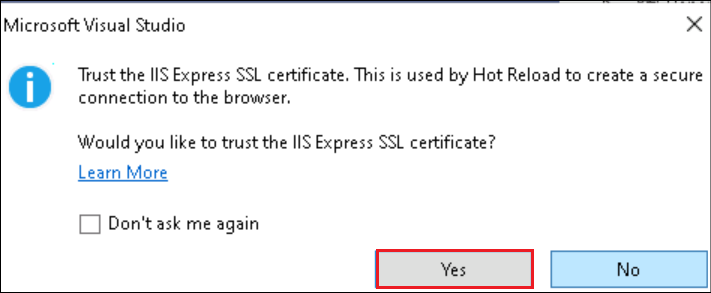 Microsoft Visual Studio
Trust the IIS Express SSL certificate. This is used by Hot Reload to create a secure
connection to the browser.
Would you like to trust the IIS Express SSL certificate?
Learn More
Don't ask me again
Yes
No